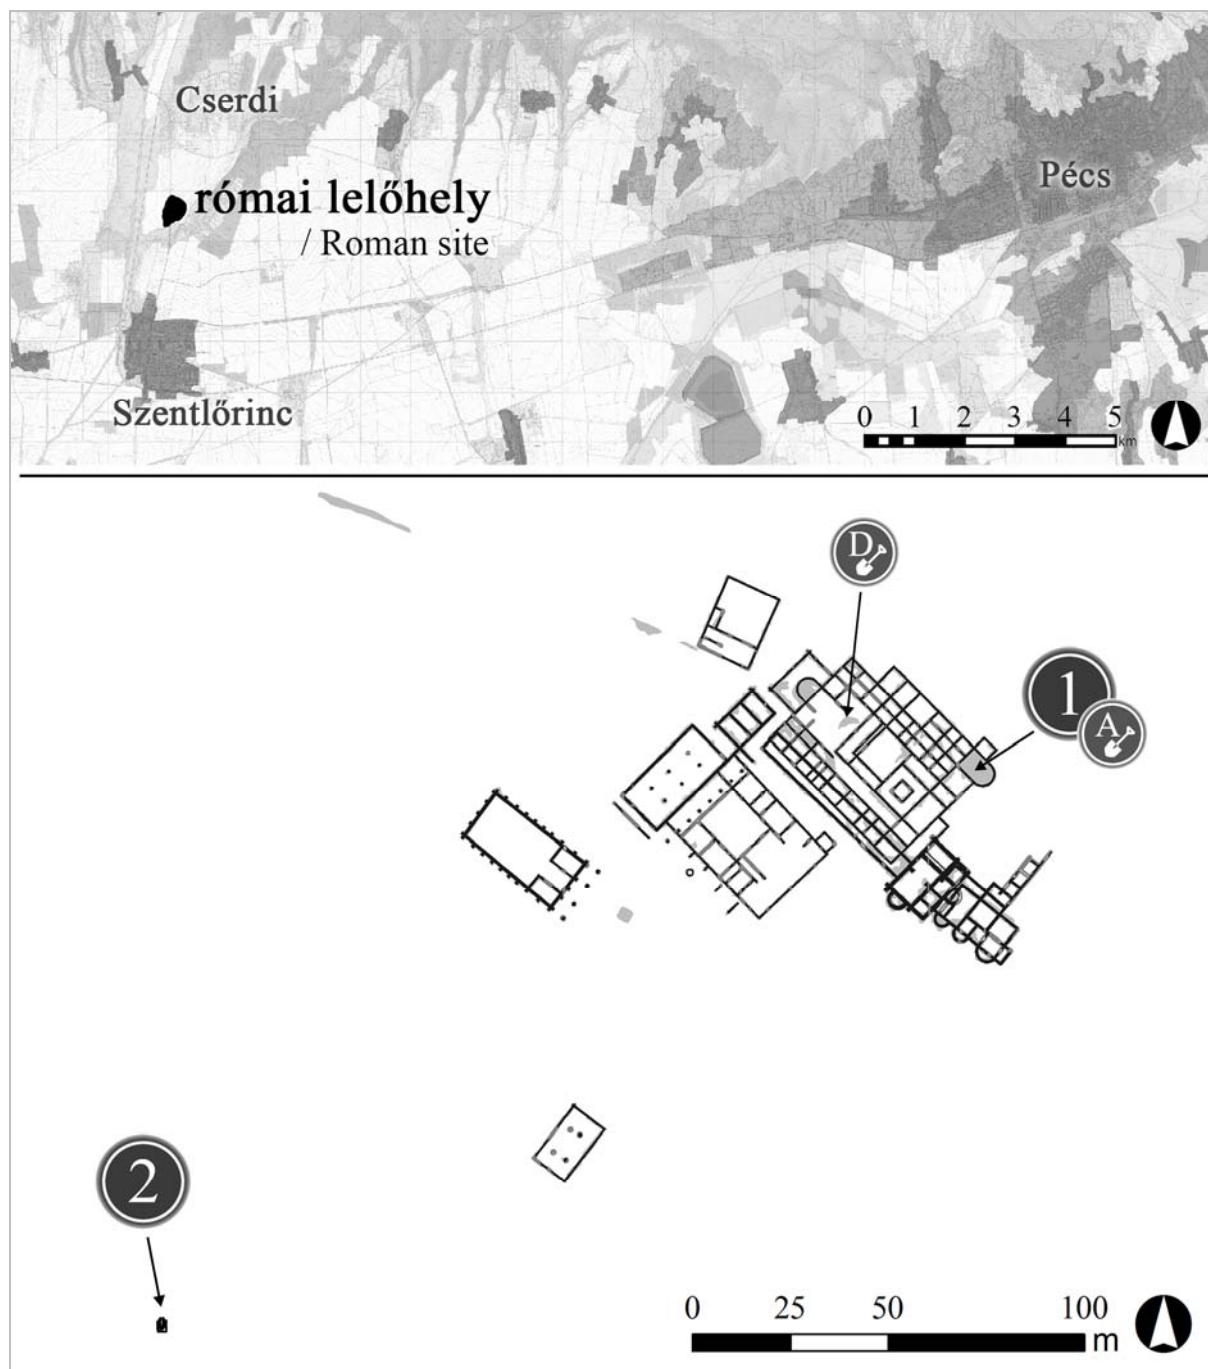 Cserdi
Pécs
római lelőhely
/ Roman site
Szentlőrinc
0 1 2 3 4 5
km
D
1
A
2
0 25 50 100
m